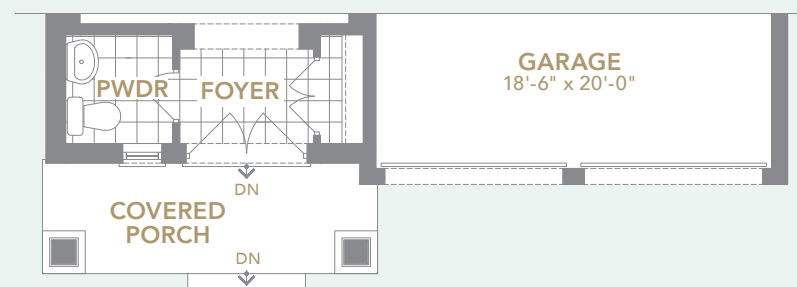 PWDR
FOYER
GARAGE
18'-6" x 20'-0"
DN
COVERED
PORCH
DN